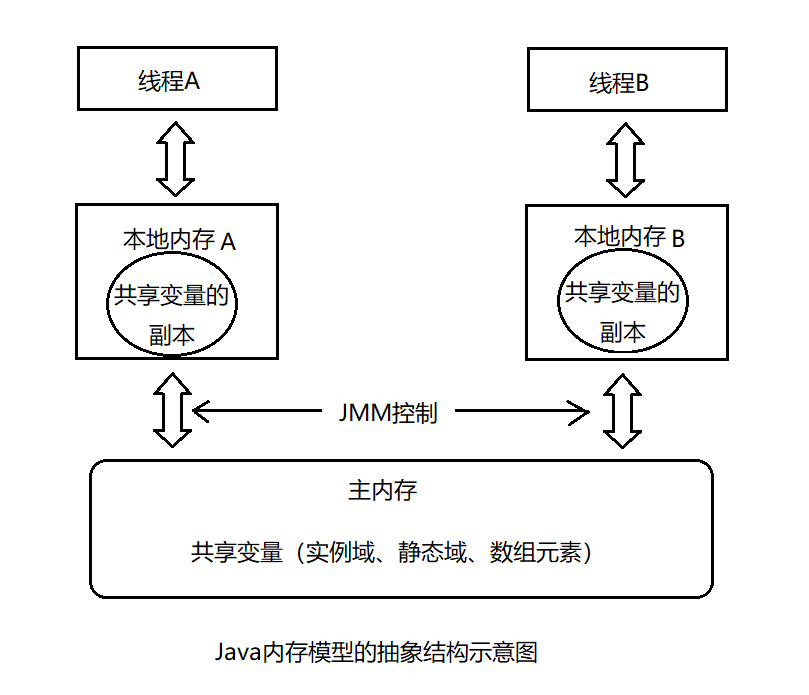 线程A
线程B
本地内存 A
共享变量的
副本
本地内存 B
共享变量的
副本
JMM控制
主内存
共享变量（实例域、静态域、数组元素）
Java内存模型的抽象结构示意图